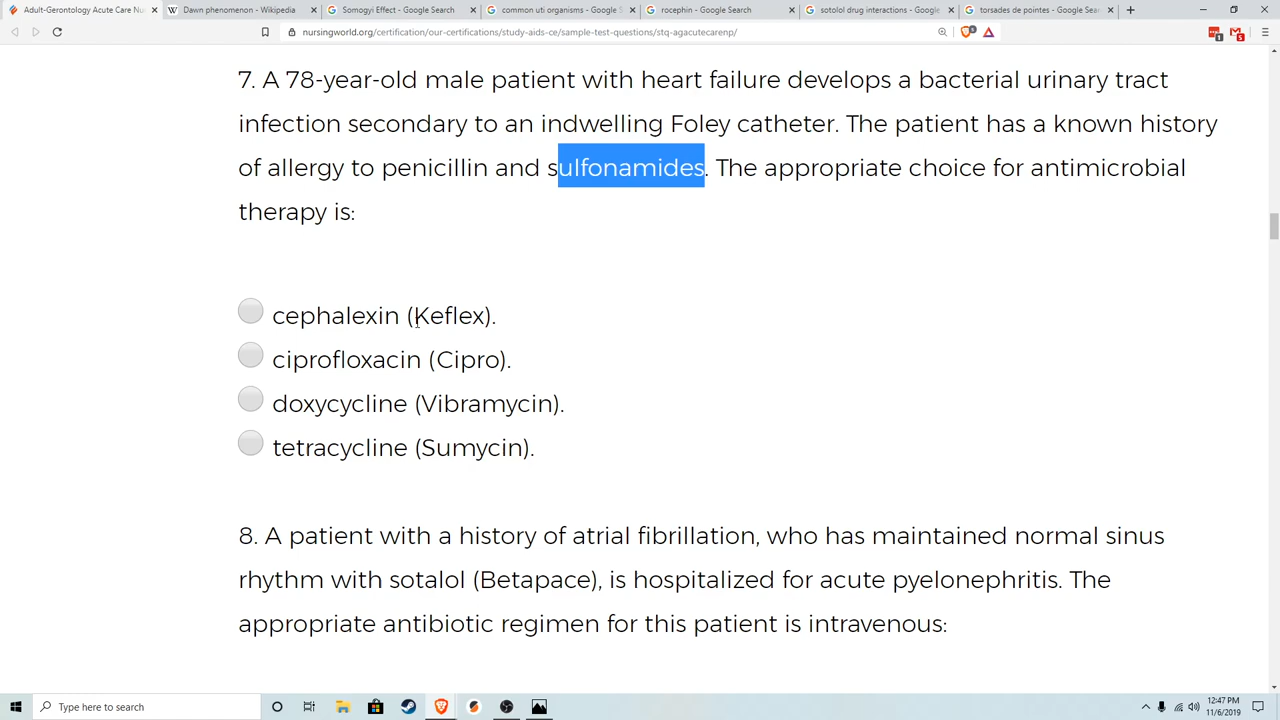 Adult-Gerontology Acute Care Nu
Dawn phenomenon - Wikipedia
Somogyi Effect - Google Search
common uti organisms - Google S
rocephin - Google Search
sotolol drug interactions - Google
torsades de pointes - Google Sea
nursingworld.org/certification/our-certifications/study-aids-ce/sample-test-questions/stq-agacutecarenp/
7. A 78-year-old male patient with heart failure develops a bacterial urinary tract
infection secondary to an indwelling Foley catheter. The patient has a known history
of allergy to penicillin and sulfonamides. The appropriate choice for antimicrobial
therapy is:
cephalexin (Keflex).
ciprofloxacin (Cipro).
doxycycline (Vibramycin).
tetracycline (Sumycin).
8. A patient with a history of atrial fibrillation, who has maintained normal sinus
rhythm with sotalol (Betapace), is hospitalized for acute pyelonephritis. The
appropriate antibiotic regimen for this patient is intravenous:
Type here to search
12:47 PM
11/6/2019